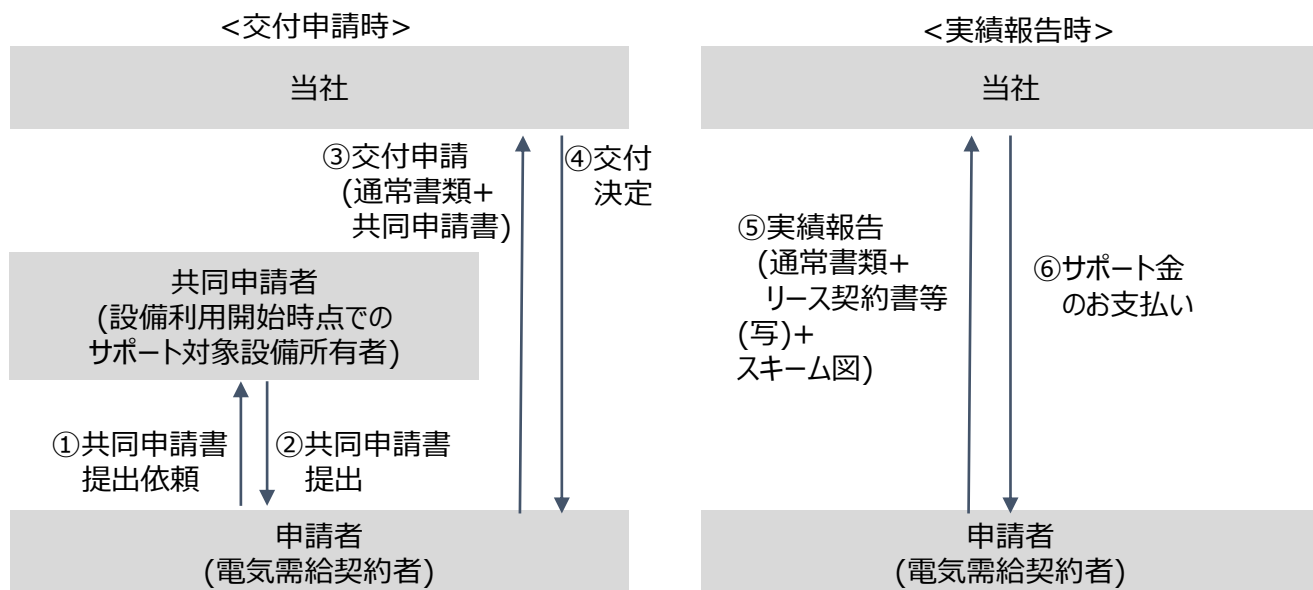 <交付申請時>
当社
③交付申請
(通常書類+
共同申請書)
④交付
決定
共同申請者
(設備利用開始時点での
サポート対象設備所有者)
①共同申請書
提出依頼
②共同申請書
提出
申請者
(電気需給契約者)
<実績報告時>
当社
⑤実績報告
(通常書類+
リース契約書等
(写)+
スキーム図)
⑥サポート金
のお支払い
申請者
(電気需給契約者)